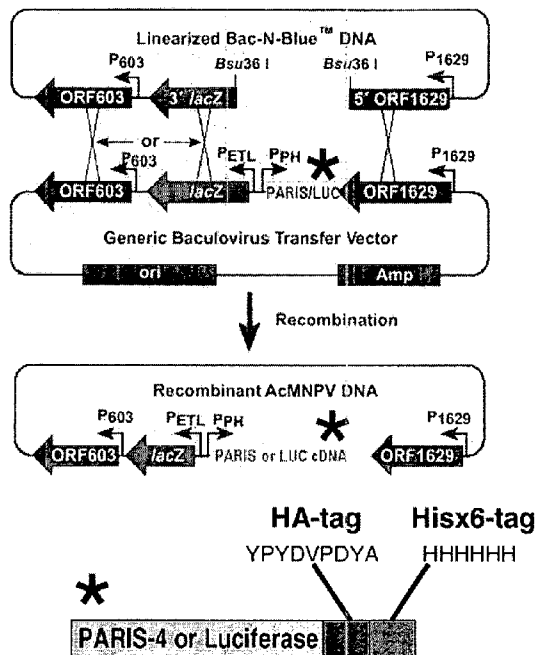 Linearized Bac-N-Blue™ DNA
P603
Bsu36 I
Bsu36 I
P1629
ORF603
3' lacZ
5' ORF1629
or
P603
PETL
PPH
*
P1629
ORF603
lacZ
PARIS/LUC
ORF1629
Generic Baculovirus Transfer Vector
ori
Amp
Recombination
Recombinant AcMNPV DNA
P603
PETL
PPH
*
P1629
ORF603
lacZ
PARIS or LUC cDNA
ORF1629
HA-tag
Hisx6-tag
YPYDVPDYA
HHHHHH
*
PARIS-4 or Luciferase